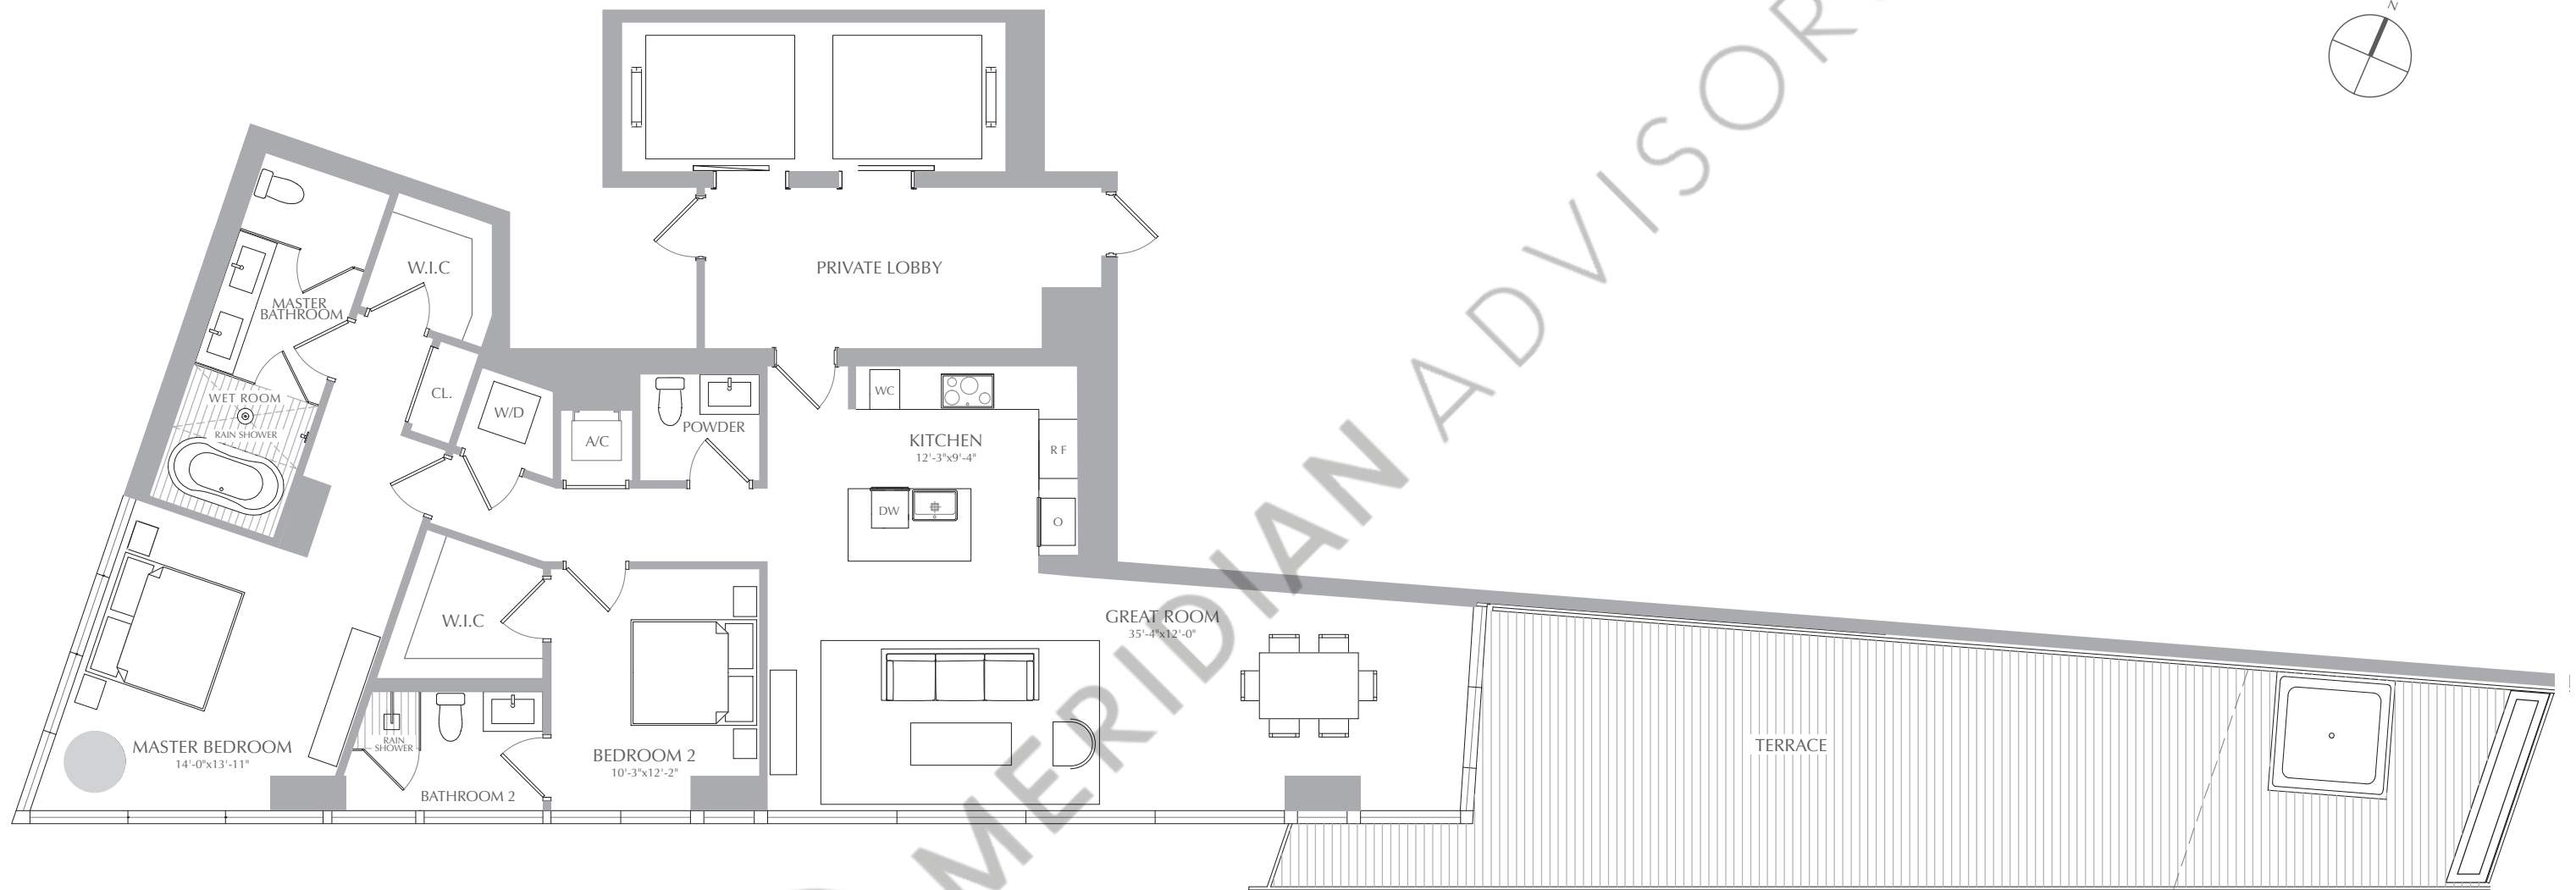 N
PRIVATE LOBBY
W.I.C
MASTER
BATHROOM
CL.
W/D
A/C
POWDER
WC
KITCHEN
12'-3"x9'-4"
R F
DW
O
WET ROOM
RAIN SHOWER
W.I.C
GREAT ROOM
35'-4"x12'-0"
MASTER BEDROOM
14'-0"x13'-11"
RAIN
SHOWER
BATHROOM 2
BEDROOM 2
10'-3"x12'-2"
TERRACE
MERIDIAN ADVISOR